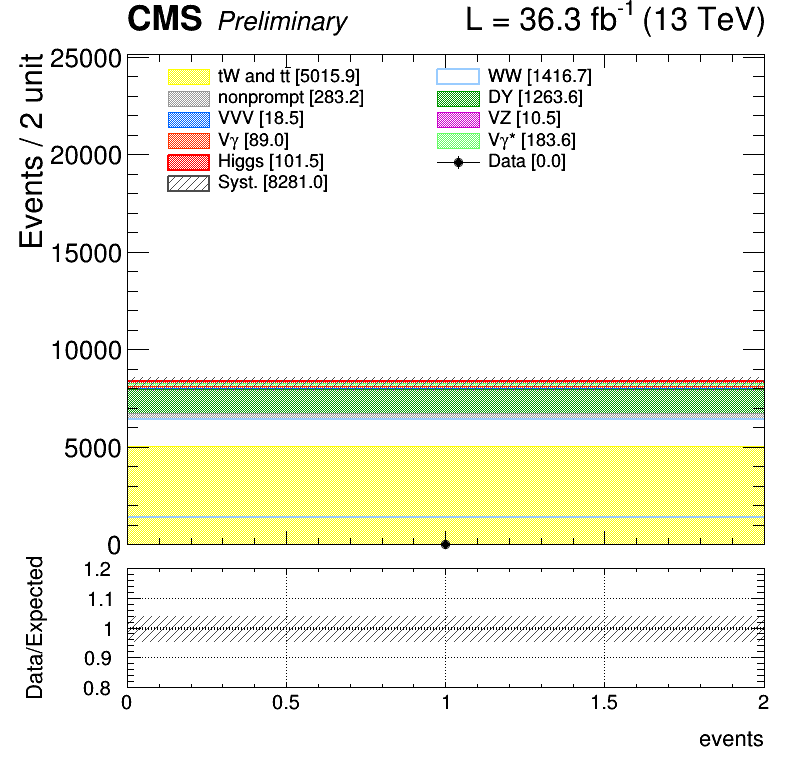 CMS Preliminary L = 36.3 fb⁻¹ (13 TeV)
Events / 2 unit
25000
20000
15000
10000
5000
0
tW and tt̄ [5015.9]
WW [1416.7]
nonprompt [283.2]
DY [1263.6]
VVV [18.5]
VZ [10.5]
Vγ [89.0]
Vγ* [183.6]
Higgs [101.5]
Data [0.0]
Syst. [8281.0]
Data/Expected
1.2
1.1
1
0.9
0.8
0 0.5 1 1.5 2
events